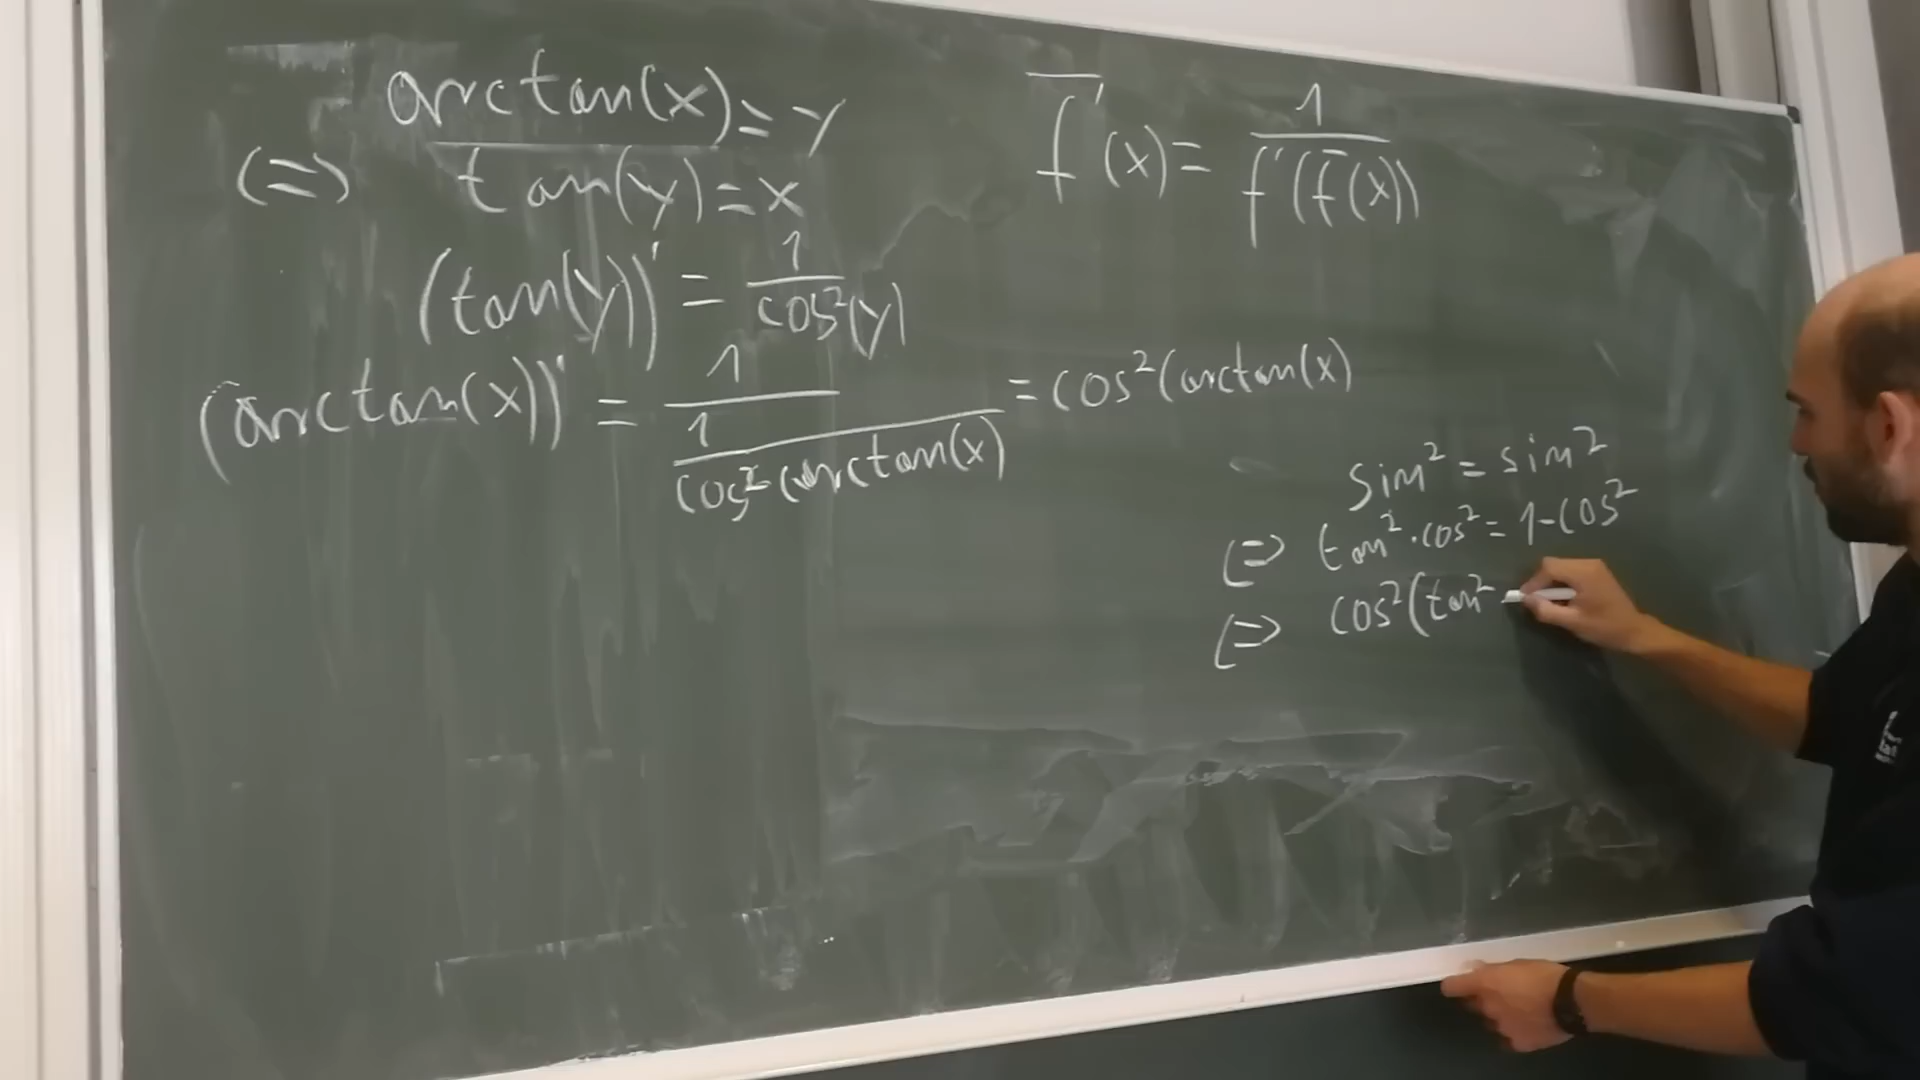 arctan(x) = y
(=) tan(y) = x
(tan(y))' = 1/cos²(y)
(arctan(x))' = 1/(1/cos²(arctan(x)) = cos²(arctan(x)
f̄'(x) = 1/f'(f̄(x))
sin² = sin²
(=) tan² · cos² = 1 - cos²
(=) cos²(tan²